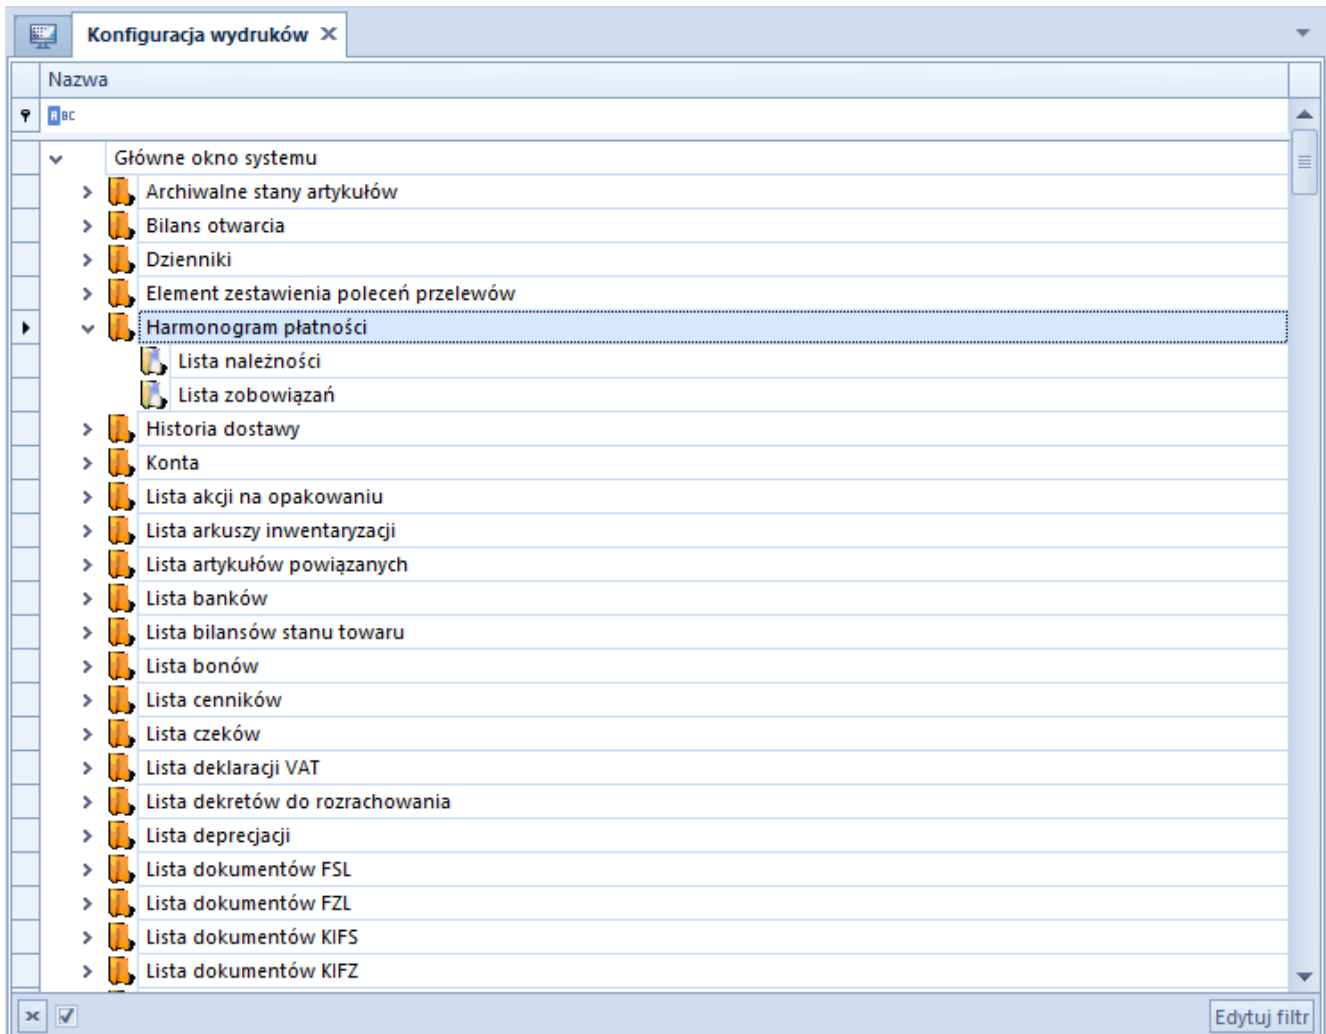 Konfiguracja wydruków
Nazwa
ABC
Główne okno systemu
Archiwalne stany artykułów
Bilans otwarcia
Dzienniki
Element zestawienia poleceń przelewów
Harmonogram płatności
Lista należności
Lista zobowiązań
Historia dostawy
Konta
Lista akcji na opakowaniu
Lista arkuszy inwentaryzacji
Lista artykułów powiązanych
Lista banków
Lista bilansów stanu towaru
Lista bonów
Lista cenników
Lista czeków
Lista deklaracji VAT
Lista dekretów do rozrachowania
Lista deprecjacji
Lista dokumentów FSL
Lista dokumentów FZL
Lista dokumentów KIFS
Lista dokumentów KIFZ
Edytuj filtr